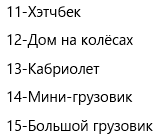 11-Хэтчбек
12-Дом на колёсах
13-Кабриолет
14-Мини-грузовик
15-Большой грузовик